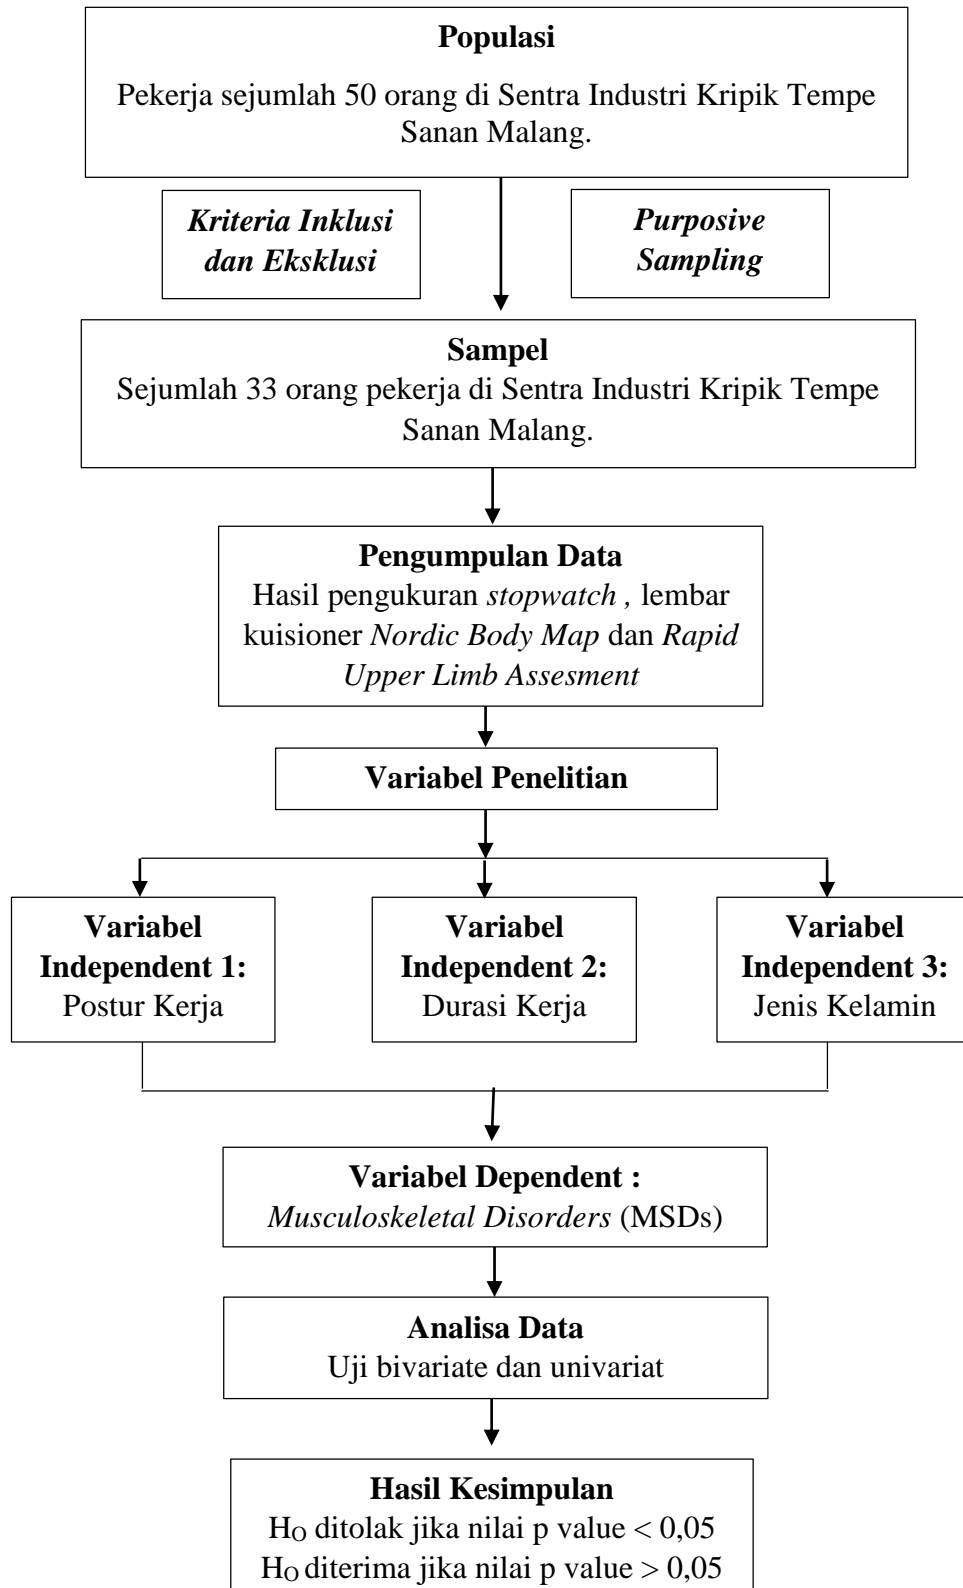 Populasi
Pekerja sejumlah 50 orang di Sentra Industri Kripik Tempe
Sanan Malang.
Kriteria Inklusi
dan Eksklusi
Purposive
Sampling
Sampel
Sejumlah 33 orang pekerja di Sentra Industri Kripik Tempe
Sanan Malang.
Pengumpulan Data
Hasil pengukuran stopwatch , lembar
kuisioner Nordic Body Map dan Rapid
Upper Limb Assesment
Variabel Penelitian
Variabel
Independent 1:
Postur Kerja
Variabel
Independent 2:
Durasi Kerja
Variabel
Independent 3:
Jenis Kelamin
Variabel Dependent :
Musculoskeletal Disorders (MSDs)
Analisa Data
Uji bivariate dan univariat
Hasil Kesimpulan
HO ditolak jika nilai p value < 0,05
HO diterima jika nilai p value > 0,05